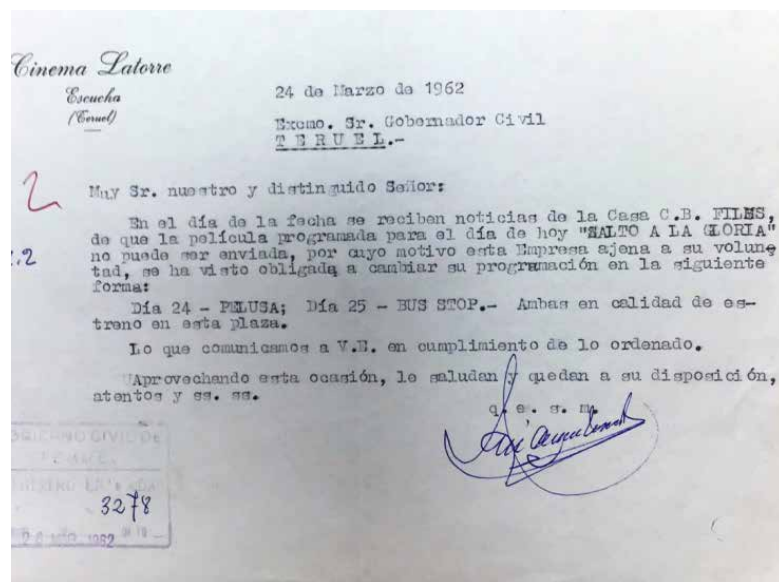 Cinema Latorre
Escucha
(Teruel)
24 de Marzo de 1962
Excmo. Sr. Gobernador Civil
TERUEL.-
2
Muy Sr. nuestro y distinguido Señor:
En el día de la fecha se reciben noticias de la Casa C.B. FILMS,
de que la película programada para el día de hoy "SALTO A LA GLORIA"
no puede ser enviada, por cuyo motivo esta Empresa ajena a su volun-
tad, se ha visto obligada a cambiar su programación en la siguiente
forma:
Día 24 - PELUSA; Día 25 - BUS STOP.- Ambas en calidad de es-
treno en esta plaza.
Lo que comunicamos a V.E. en cumplimiento de lo ordenado.
Aprovechando esta ocasión, le saludan y quedan a su disposición,
atentos y ss. ss.
q. e. s. m.
GOBIERNO CIVIL DE
3278
1962